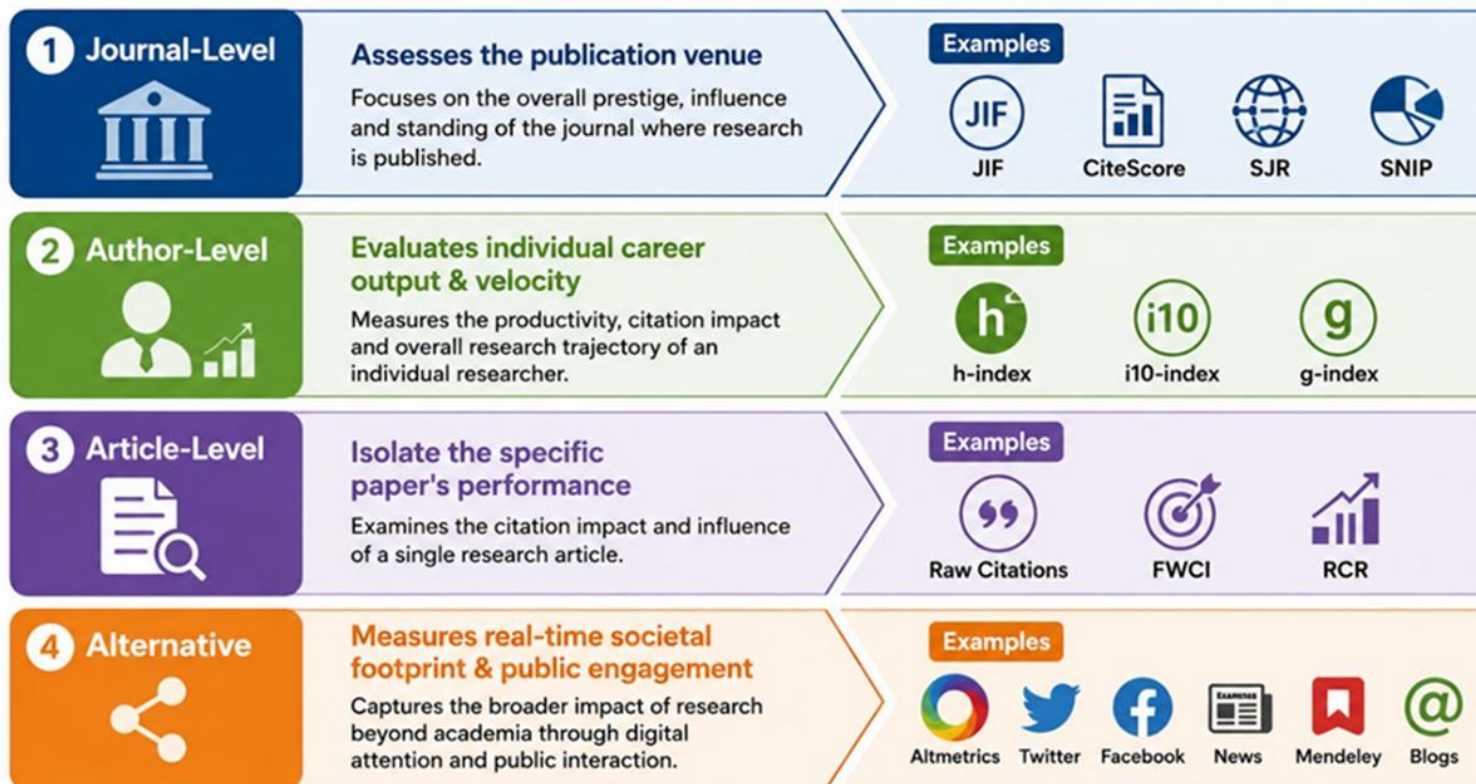 1 Journal-Level
Assesses the publication venue
Focuses on the overall prestige, influence
and standing of the journal where research
is published.
Examples
JIF
JIF
CiteScore
SJR
SNIP
2 Author-Level
Evaluates individual career
output & velocity
Measures the productivity, citation impact
and overall research trajectory of an
individual researcher.
Examples
h
h-index
i10
i10-index
g
g-index
3 Article-Level
Isolate the specific
paper's performance
Examines the citation impact and influence
of a single research article.
Examples
Raw Citations
FWCI
RCR
4 Alternative
Measures real-time societal
footprint & public engagement
Captures the broader impact of research
beyond academia through digital
attention and public interaction.
Examples
Altmetrics
Twitter
Facebook
News
Mendeley
@
Blogs